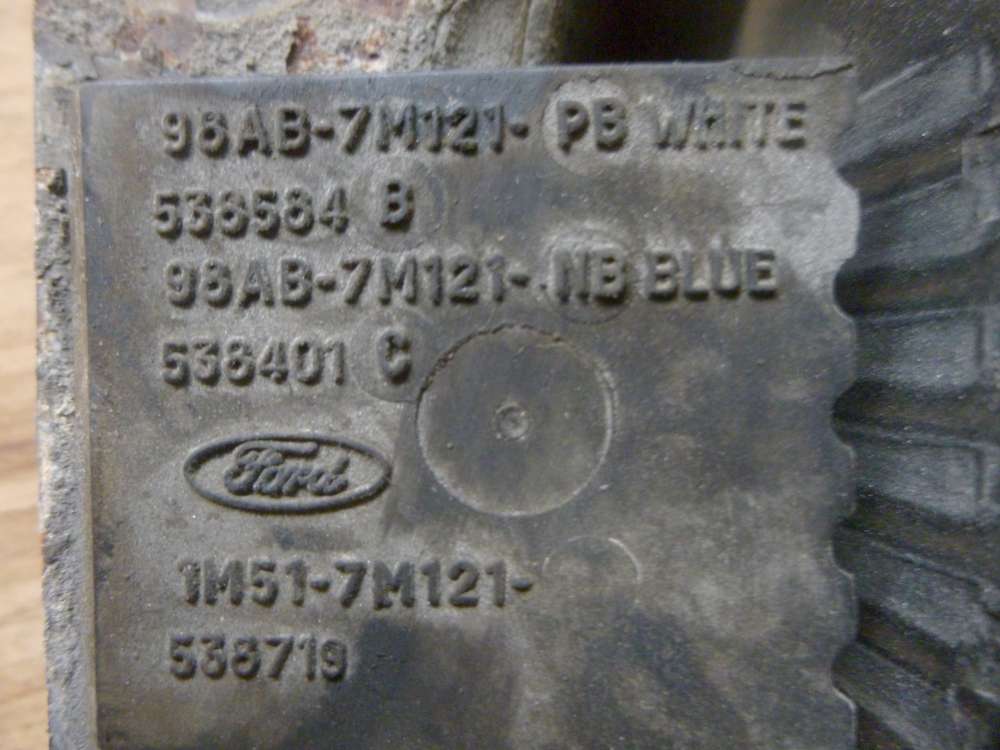 98AB-7M121- PB WHITE
538584 B
98AB-7M121- NB BLUE
538401 C
Ford
1M51-7M121-
538719